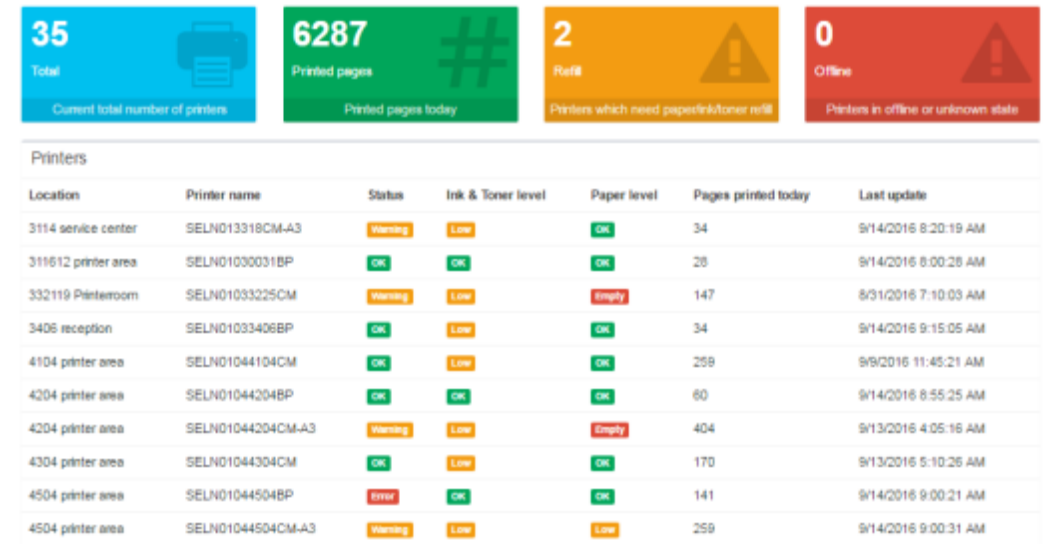 35
Total
Current total number of printers
6287
Printed pages
Printed pages today
2
Refill
Printers which need paper/ink/toner refill
0
Offline
Printers in offline or unknown state
Printers
Location Printer name Status Ink & Toner level Paper level Pages printed today Last update
3114 service center SELN013318CM-A3 Warning Low OK 34 9/14/2016 8:20:19 AM
311612 printer area SELN01030031BP OK OK OK 28 9/14/2016 8:00:28 AM
332119 Printerroom SELN01033225CM Warning Low Empty 147 8/31/2016 7:10:03 AM
3406 reception SELN01033406BP OK Low OK 34 9/14/2016 9:15:05 AM
4104 printer area SELN01044104CM OK Low OK 259 9/9/2016 11:45:21 AM
4204 printer area SELN01044204BP OK OK OK 60 9/14/2016 8:55:25 AM
4204 printer area SELN01044204CM-A3 Warning Low Empty 404 9/13/2016 4:05:16 AM
4304 printer area SELN01044304CM OK Low OK 170 9/13/2016 5:10:26 AM
4504 printer area SELN01044504BP Error OK OK 141 9/14/2016 9:00:21 AM
4504 printer area SELN01044504CM-A3 Warning Low Low 259 9/14/2016 9:00:31 AM